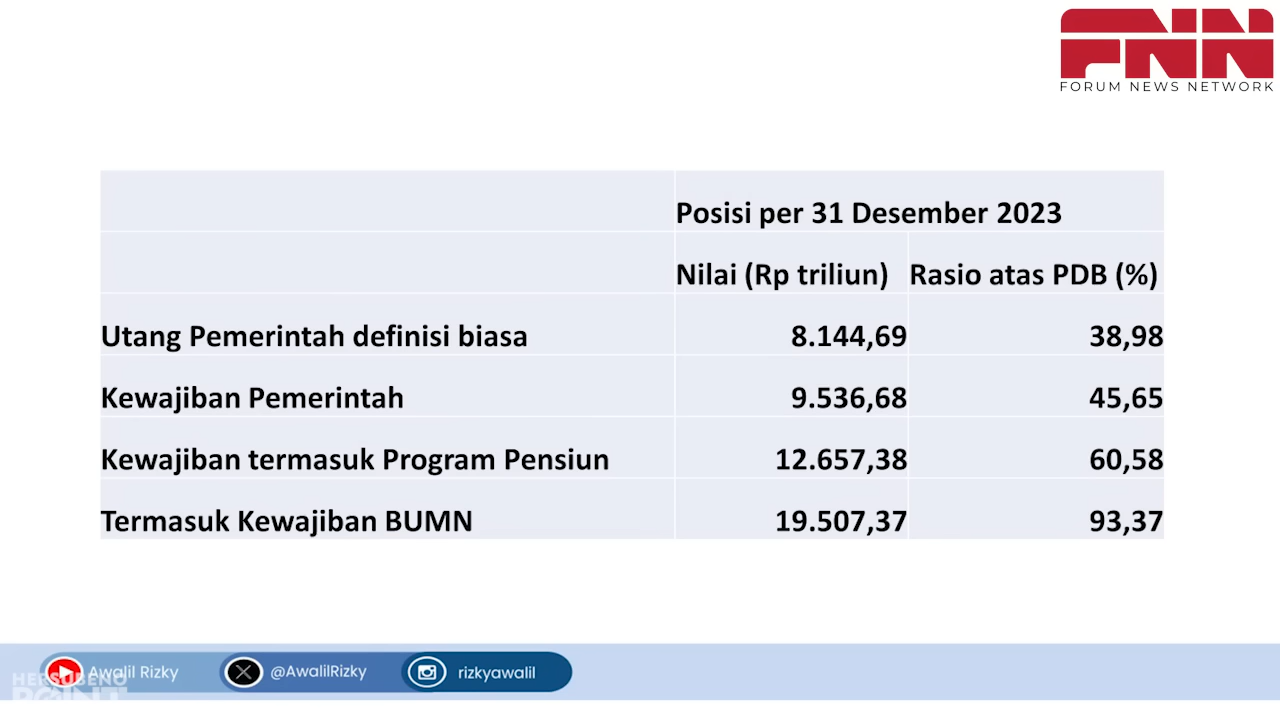 FNN
FORUM NEWS NETWORK
Posisi per 31 Desember 2023
Nilai (Rp triliun) Rasio atas PDB (%)
Utang Pemerintah definisi biasa 8.144,69 38,98
Kewajiban Pemerintah 9.536,68 45,65
Kewajiban termasuk Program Pensiun 12.657,38 60,58
Termasuk Kewajiban BUMN 19.507,37 93,37
Awalil Rizky @AwalilRizky rizkyawalil
HERSUBENO
POINT